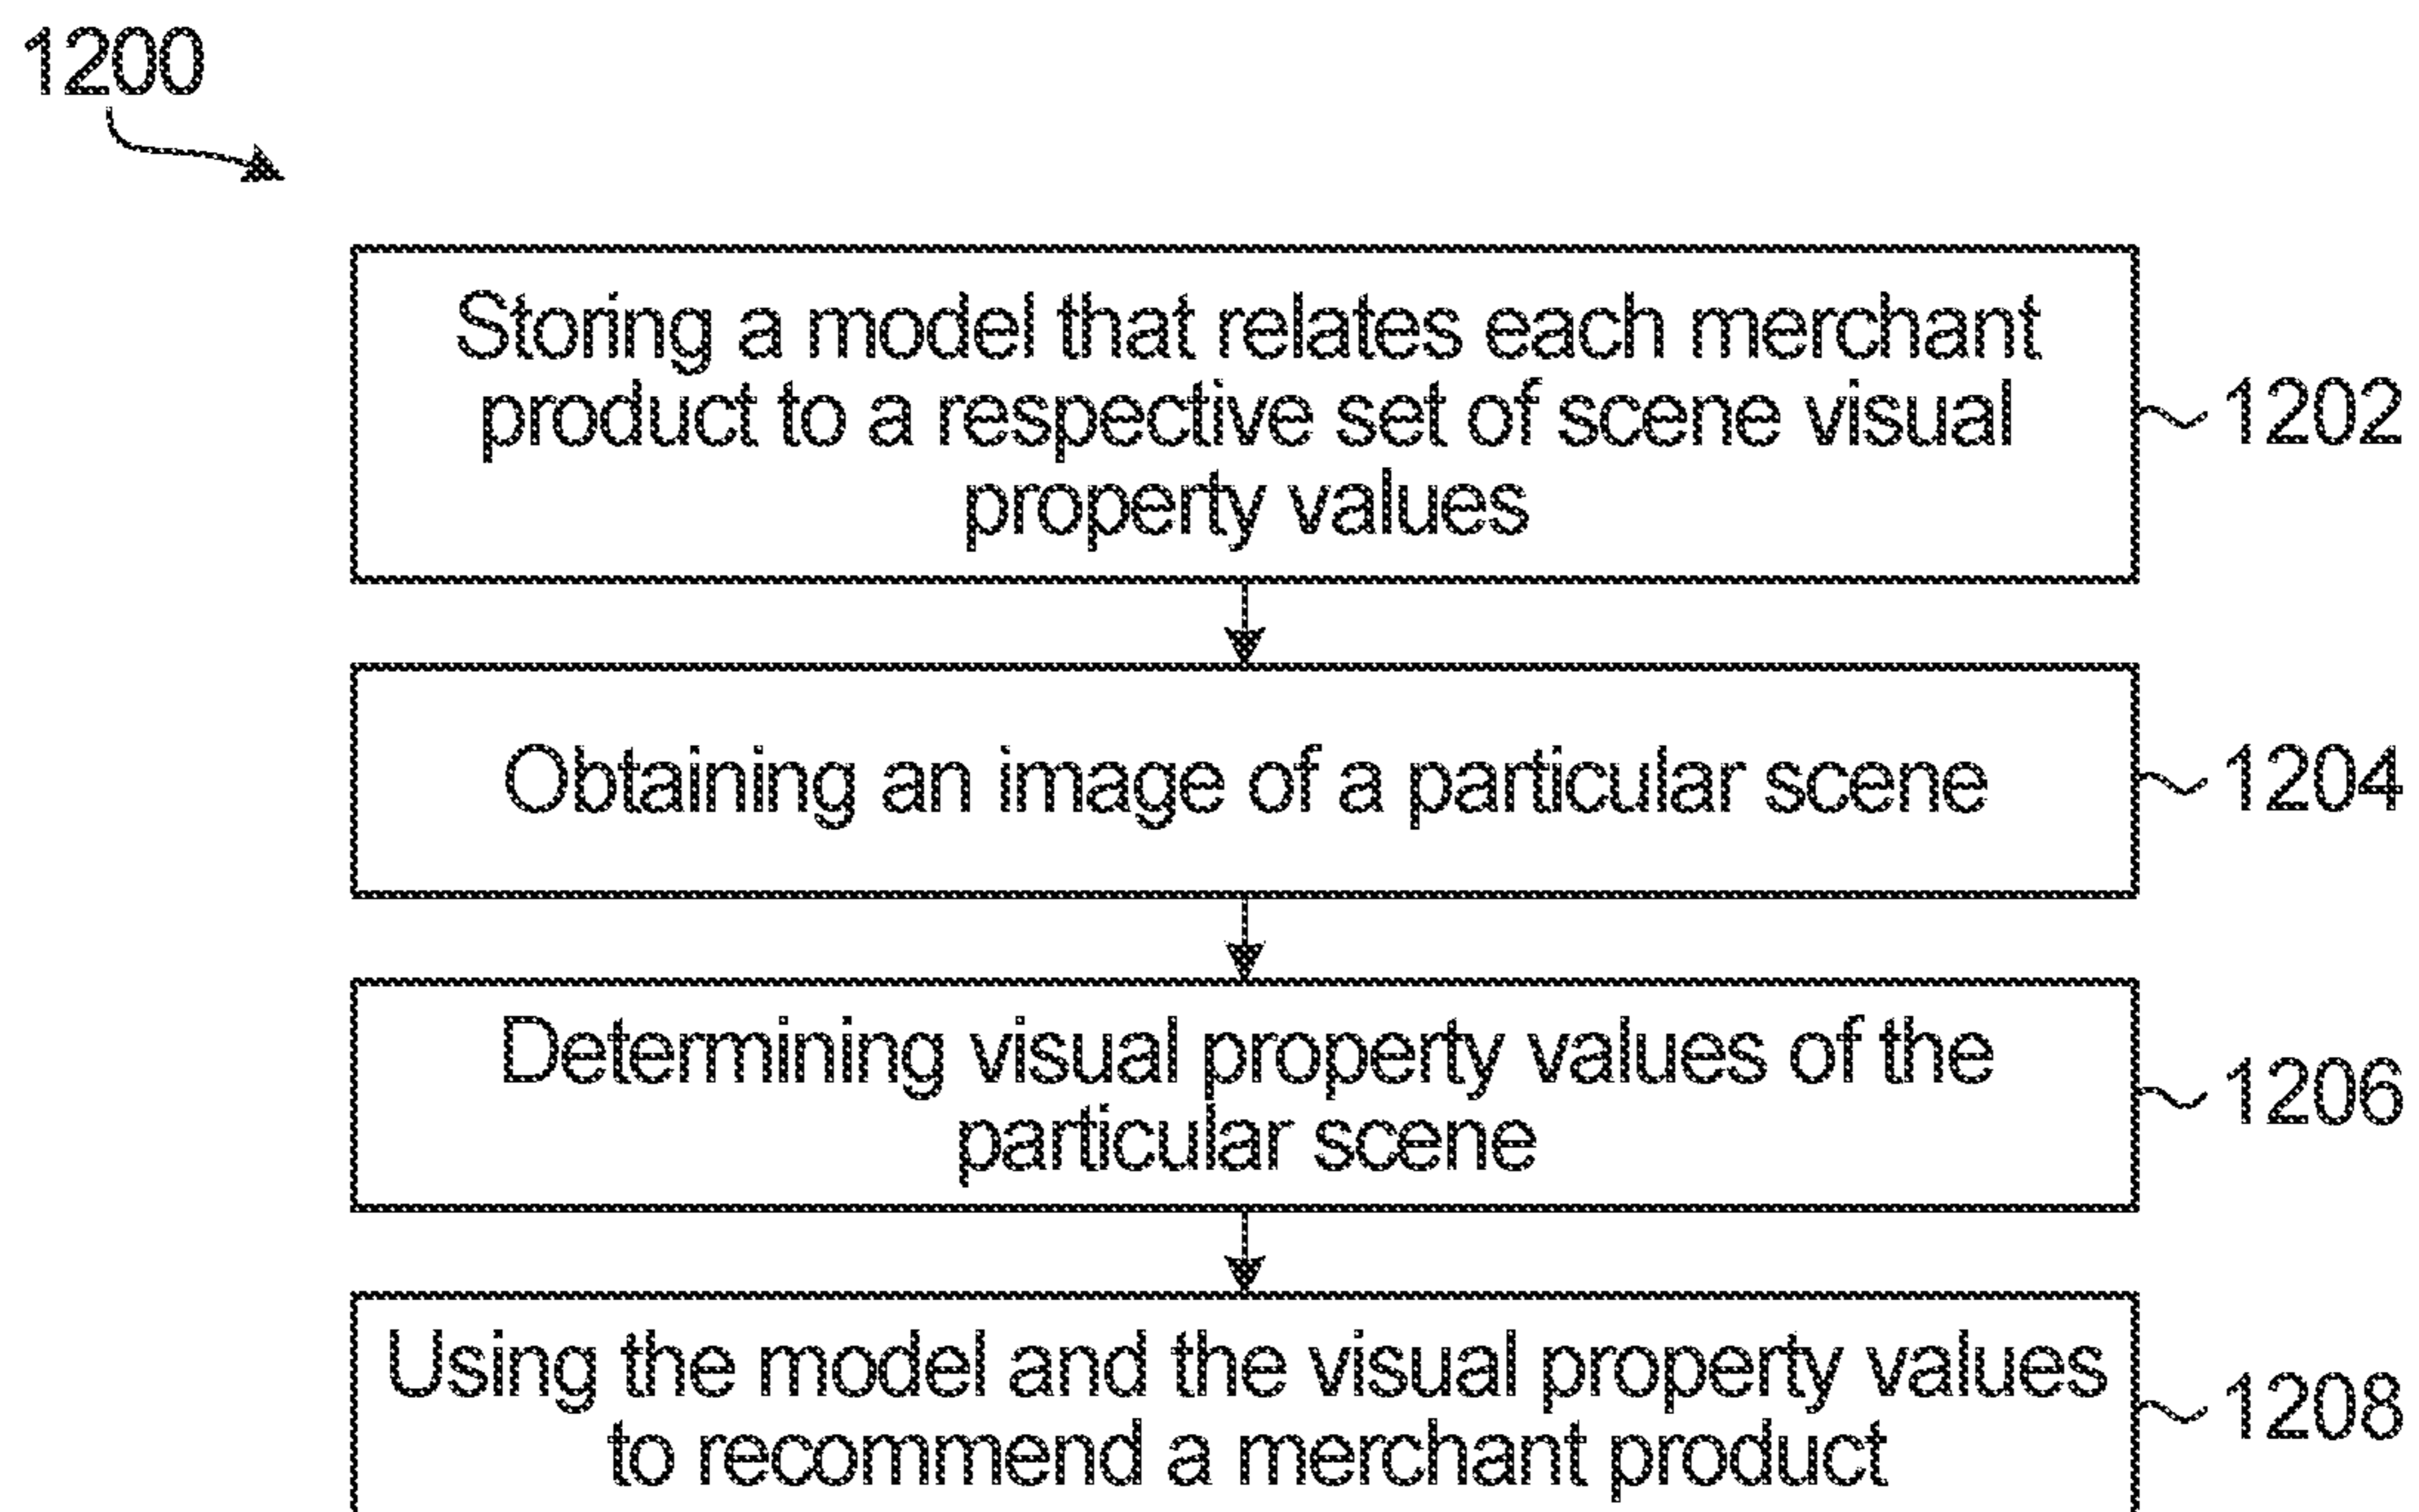 1200
Storing a model that relates each merchant
product to a respective set of scene visual
property values
1202
Obtaining an image of a particular scene
1204
Determining visual property values of the
particular scene
1206
Using the model and the visual property values
to recommend a merchant product
1208